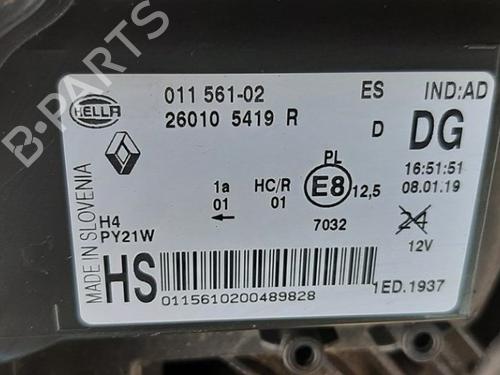 HELLA
011 561-02 ES IND:AD
26010 5419 R D DG
PL
16:51:51
1a HC/R E8 12,5 08.01.19
01 01
H4 7032 24
PY21W 12V
MADE IN SLOVENIA
HS
0115610200489828 1ED.1937
B-PARTS